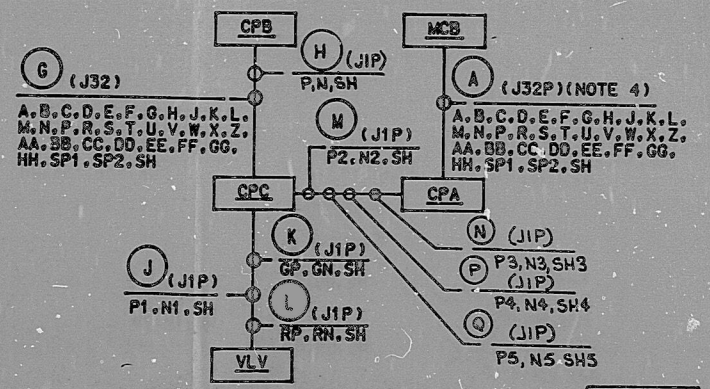 CPB
MCB
H (J1P)
P,N,SH
G (J32)
A.B.C.D.E.F.G.H.J.K.L.
M.N.P.R.S.T.U.V.W.X.Z.
AA.BB.CC.DD.EE.FF.GG.
HH.SP1.SP2.SH
A (J32P)(NOTE 4)
A.B.C.D.E.F.G.H.J.K.L.
M.N.P.R.S.T.U.V.W.X.Z.
AA.BB.CC.DD.EE.FF.GG.
HH.SP1.SP2.SH
M (J1P)
P2.N2.SH
CPC
CPA
K (J1P)
GP.GN.SH
N (J1P)
P3,N3,SH3
J (J1P)
P1.N1.SH
P (J1P)
P4,N4,SH4
L (J1P)
RP.RN.SH
Q (J1P)
P5,N5 SH5
VLV